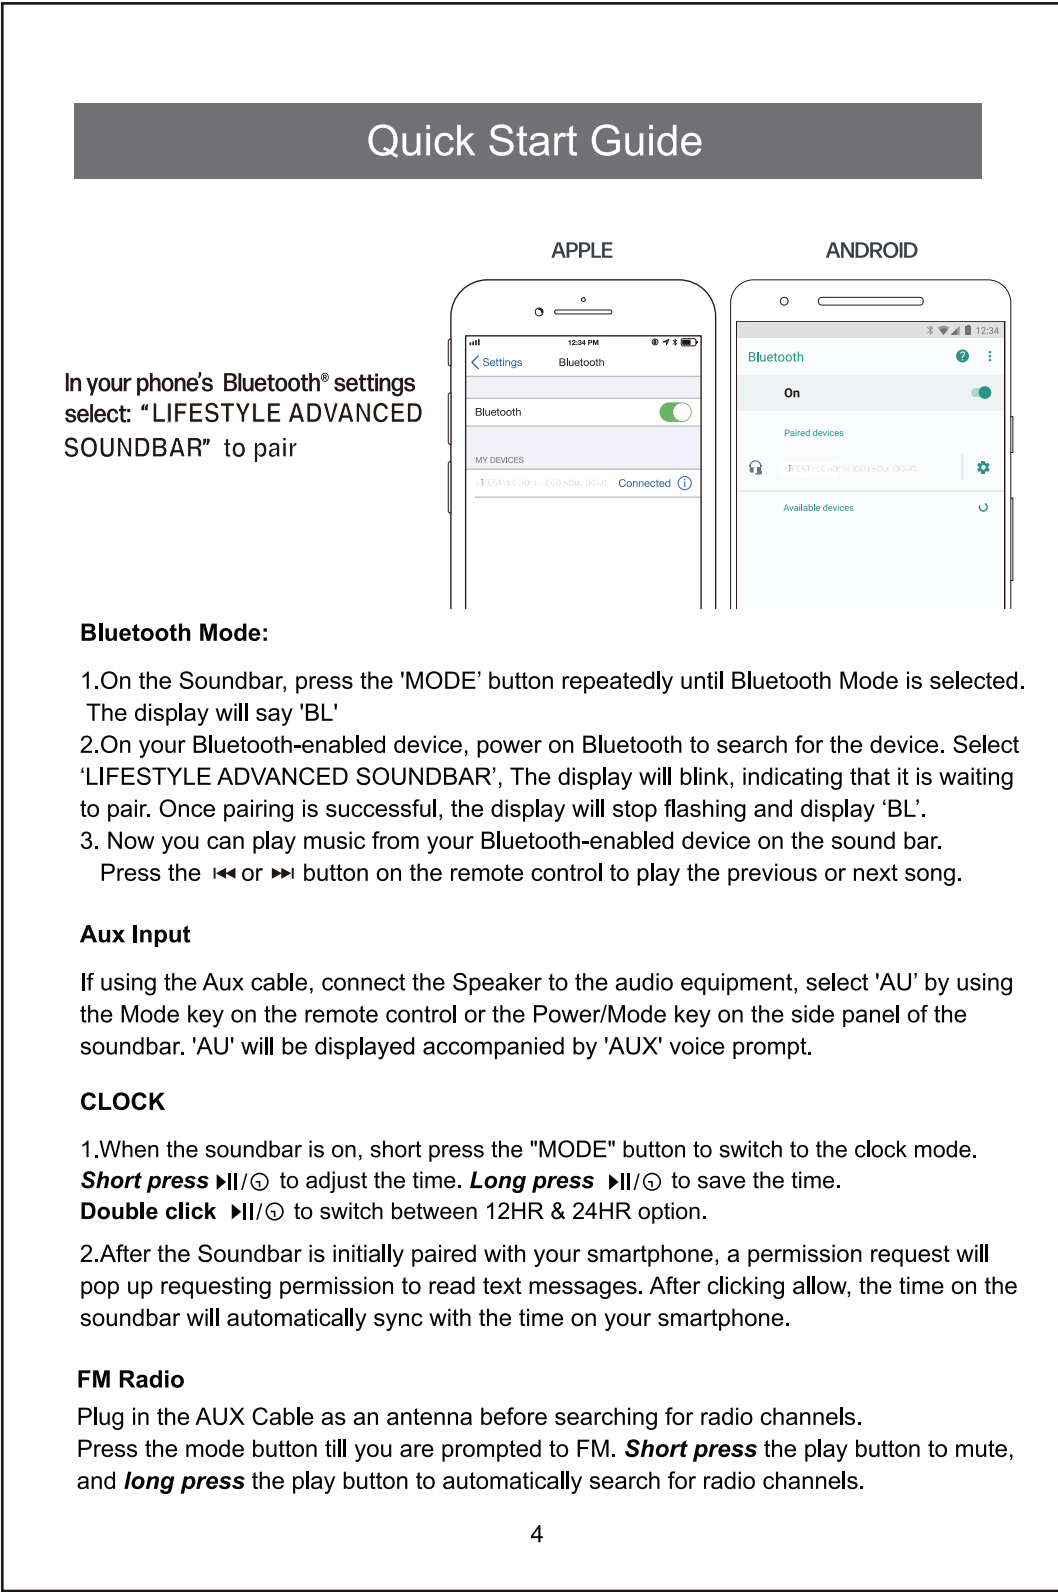 Quick Start Guide
APPLE
ANDROID
In your phone's Bluetooth® settings
select: "LIFESTYLE ADVANCED
SOUNDBAR" to pair
12:34 PM
Settings
Bluetooth
Bluetooth
MY DEVICES
Connected
12:34
Bluetooth
On
Paired devices
Available devices
Bluetooth Mode:
1.On the Soundbar, press the 'MODE’ button repeatedly until Bluetooth Mode is selected.
The display will say 'BL'
2.On your Bluetooth-enabled device, power on Bluetooth to search for the device. Select
‘LIFESTYLE ADVANCED SOUNDBAR’, The display will blink, indicating that it is waiting
to pair. Once pairing is successful, the display will stop flashing and display ‘BL’.
3. Now you can play music from your Bluetooth-enabled device on the sound bar.
Press the ⏮ or ⏭ button on the remote control to play the previous or next song.
Aux Input
If using the Aux cable, connect the Speaker to the audio equipment, select 'AU’ by using
the Mode key on the remote control or the Power/Mode key on the side panel of the
soundbar. 'AU' will be displayed accompanied by 'AUX' voice prompt.
CLOCK
1.When the soundbar is on, short press the "MODE" button to switch to the clock mode.
Short press ⏯/◷ to adjust the time. Long press ⏯/◷ to save the time.
Double click ⏯/◷ to switch between 12HR & 24HR option.
2.After the Soundbar is initially paired with your smartphone, a permission request will
pop up requesting permission to read text messages. After clicking allow, the time on the
soundbar will automatically sync with the time on your smartphone.
FM Radio
Plug in the AUX Cable as an antenna before searching for radio channels.
Press the mode button till you are prompted to FM. Short press the play button to mute,
and long press the play button to automatically search for radio channels.
4